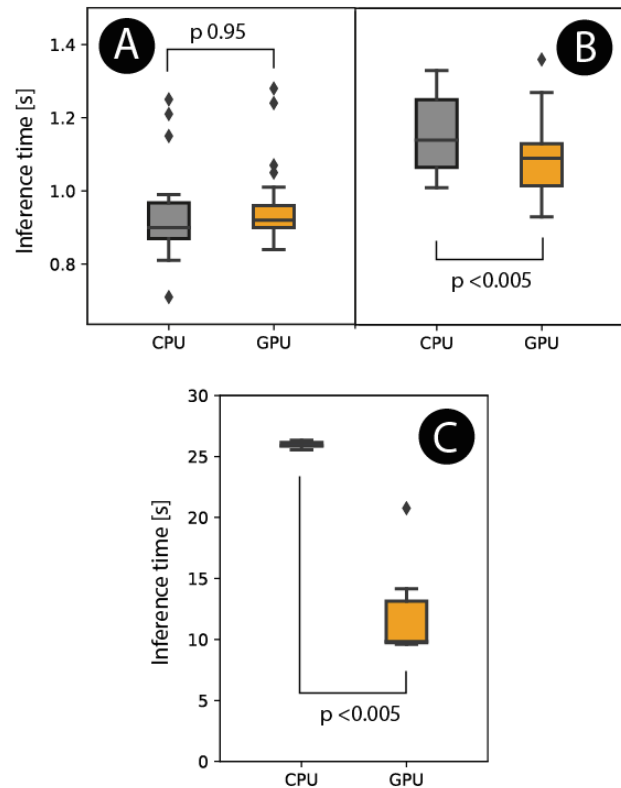 A
p 0.95
B
Inference time [s]
1.4
1.2
1.0
0.8
p <0.005
CPU
GPU
CPU
GPU
C
Inference time [s]
30
25
20
15
10
5
0
p <0.005
CPU
GPU